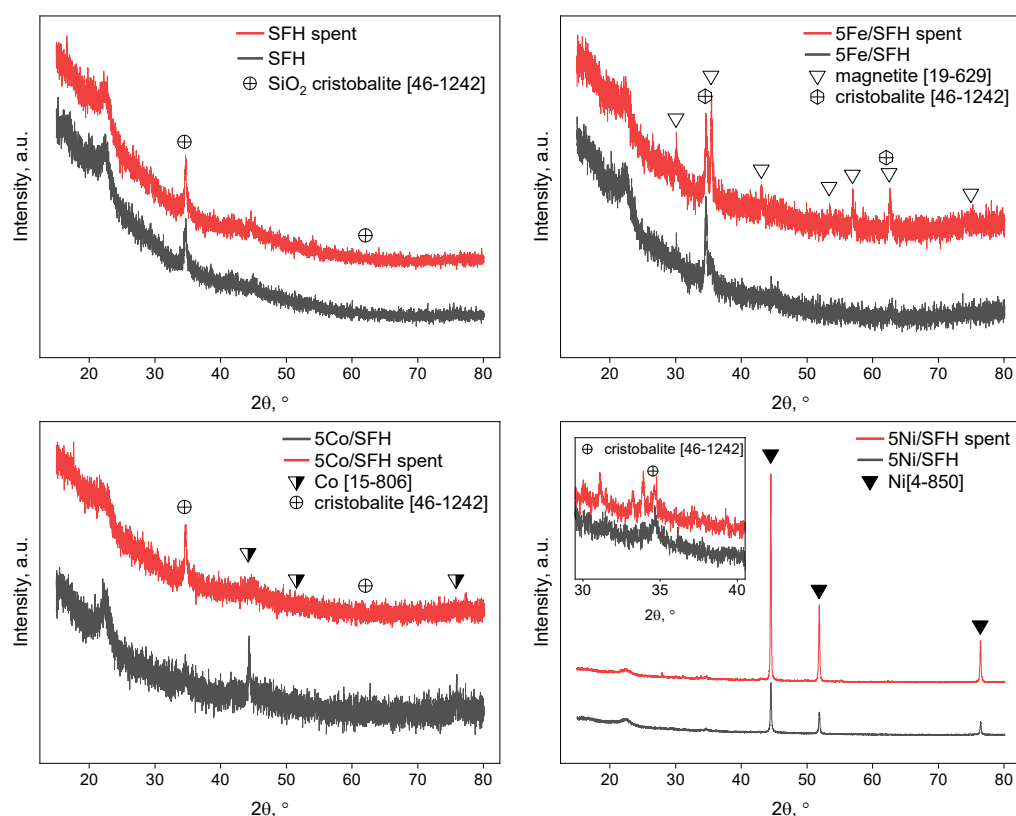 SFH spent
SFH
SiO2 cristobalite [46-1242]
Intensity, a.u.
20 30 40 50 60 70 80
2θ, °
5Fe/SFH spent
5Fe/SFH
magnetite [19-629]
cristobalite [46-1242]
Intensity, a.u.
20 30 40 50 60 70 80
2θ, °
5Co/SFH
5Co/SFH spent
Co [15-806]
cristobalite [46-1242]
Intensity, a.u.
20 30 40 50 60 70 80
2θ, °
5Ni/SFH spent
5Ni/SFH
Ni[4-850]
cristobalite [46-1242]
30 35 40
2θ, °
Intensity, a.u.
20 30 40 50 60 70 80
2θ, °